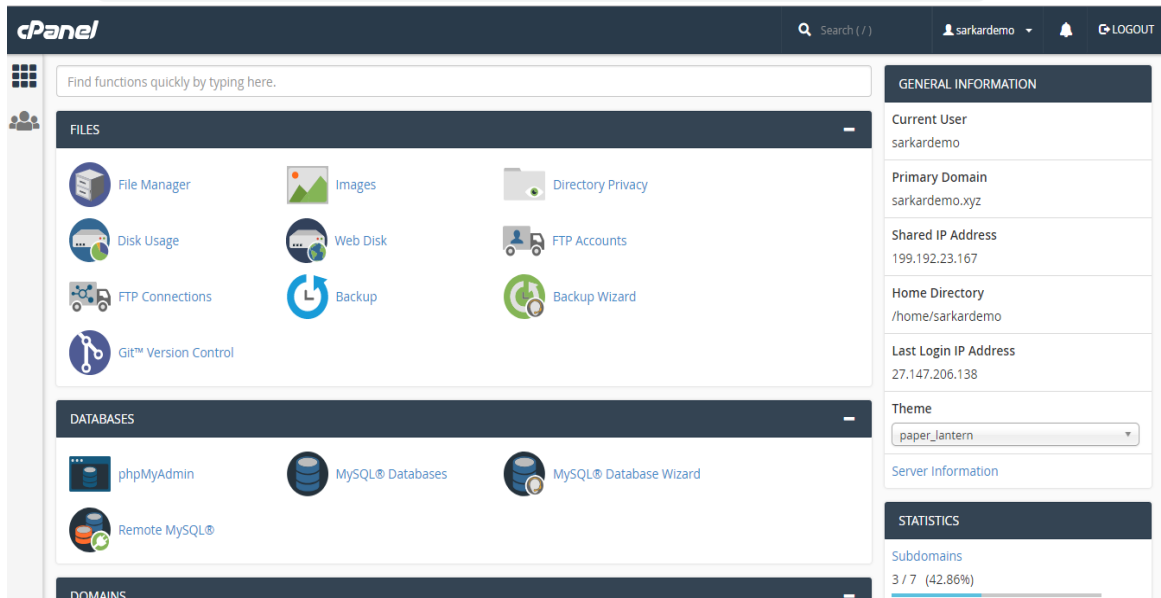 cPanel
Search ( / )
sarkardemo
LOGOUT
Find functions quickly by typing here.
FILES
File Manager
Images
Directory Privacy
Disk Usage
Web Disk
FTP Accounts
FTP Connections
Backup
Backup Wizard
Git™ Version Control
DATABASES
phpMyAdmin
MySQL® Databases
MySQL® Database Wizard
Remote MySQL®
DOMAINS
GENERAL INFORMATION
Current User
sarkardemo
Primary Domain
sarkardemo.xyz
Shared IP Address
199.192.23.167
Home Directory
/home/sarkardemo
Last Login IP Address
27.147.206.138
Theme
paper_lantern
Server Information
STATISTICS
Subdomains
3 / 7 (42.86%)